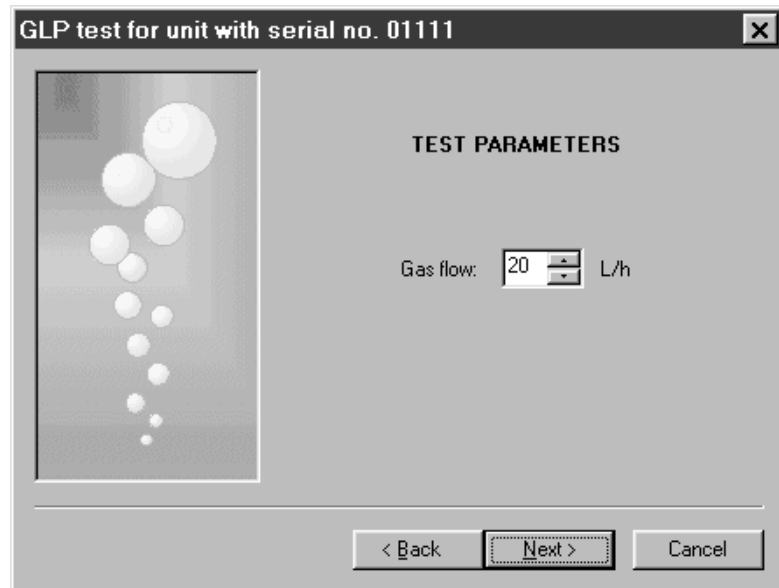 GLP test for unit with serial no. 01111
TEST PARAMETERS
Gas flow: 20 L/h
< Back Next > Cancel